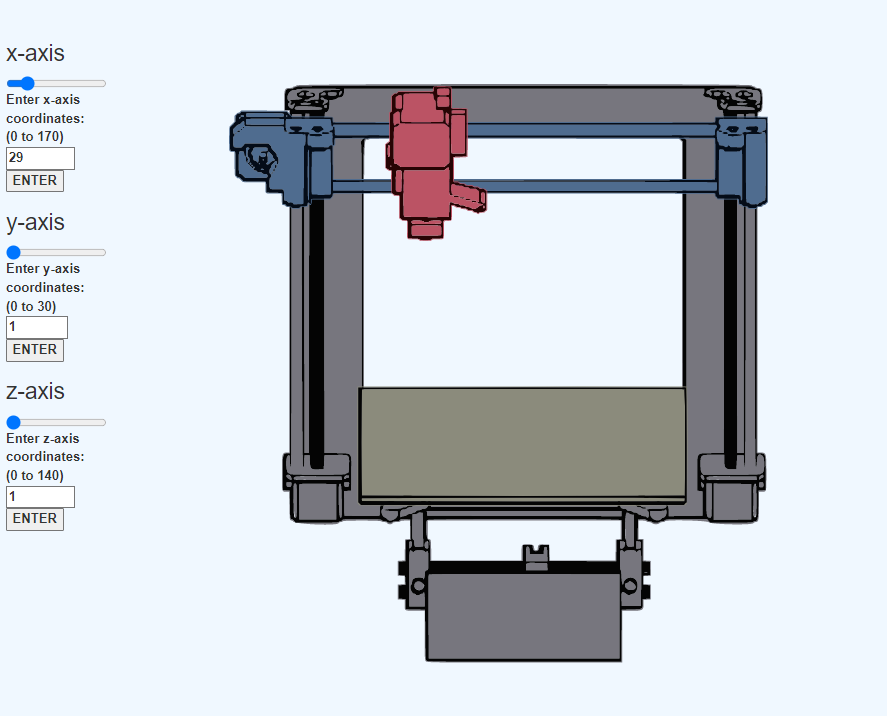 x-axis
Enter x-axis
coordinates:
(0 to 170)
29
ENTER
y-axis
Enter y-axis
coordinates:
(0 to 30)
1
ENTER
z-axis
Enter z-axis
coordinates:
(0 to 140)
1
ENTER